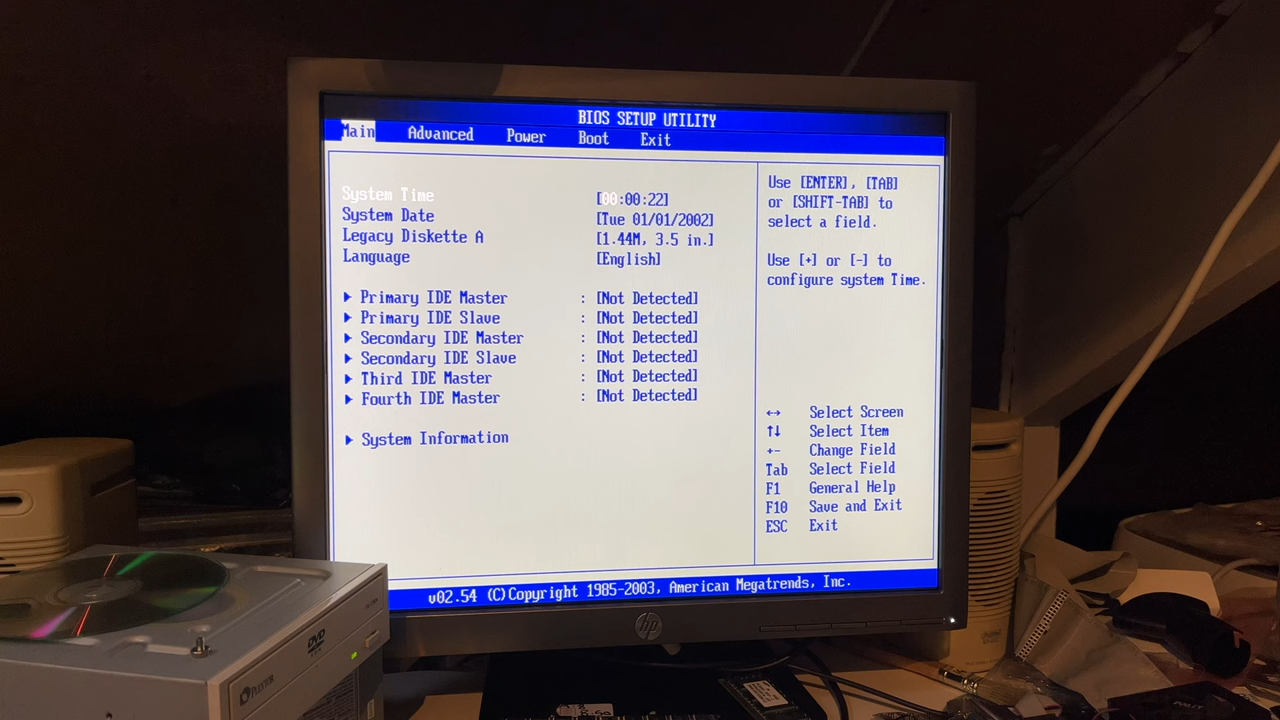 BIOS SETUP UTILITY
Main Advanced Power Boot Exit
System Time [00:00:22]
System Date [Tue 01/01/2002]
Legacy Diskette A [1.44M, 3.5 in.]
Language [English]
Primary IDE Master : [Not Detected]
Primary IDE Slave : [Not Detected]
Secondary IDE Master : [Not Detected]
Secondary IDE Slave : [Not Detected]
Third IDE Master : [Not Detected]
Fourth IDE Master : [Not Detected]
System Information
Use [ENTER], [TAB]
or [SHIFT-TAB] to
select a field.
Use [+] or [-] to
configure system Time.
↔ Select Screen
↑↓ Select Item
+- Change Field
Tab Select Field
F1 General Help
F10 Save and Exit
ESC Exit
v02.54 (C)Copyright 1985-2003, American Megatrends, Inc.
hp
DVD
PLEXTOR
PALIT